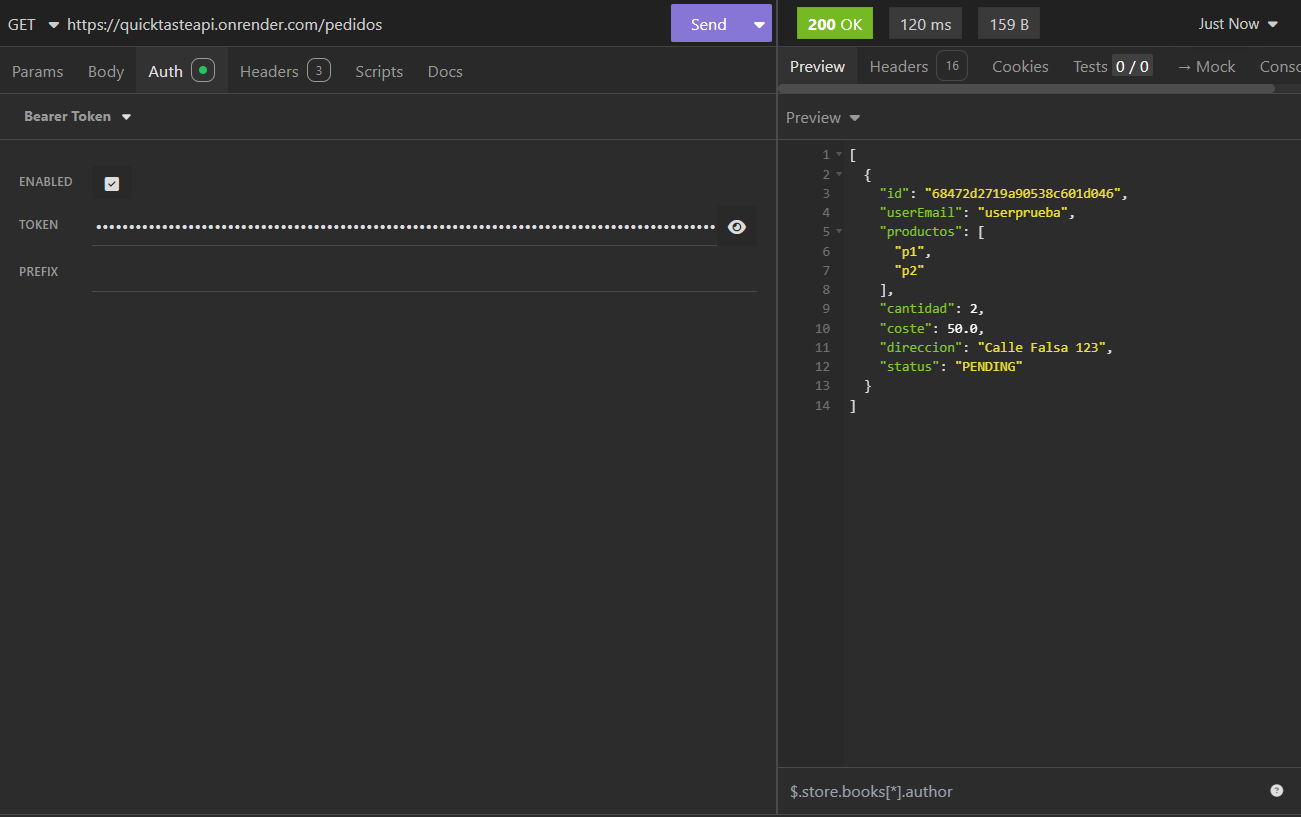 GET https://quicktasteapi.onrender.com/pedidos Send
Params Body Auth Headers 3 Scripts Docs
Bearer Token
ENABLED
TOKEN ••••••••••••••••••••••••••••••••••••••••••••••••••••••••••••••••••••••••••••••••••••••••••••
PREFIX
200 OK 120 ms 159 B Just Now
Preview Headers 16 Cookies Tests 0 / 0 → Mock Conso
Preview
1 [
2 {
3 "id": "68472d2719a90538c601d046",
4 "userEmail": "userprueba",
5 "productos": [
6 "p1",
7 "p2"
8 ],
9 "cantidad": 2,
10 "coste": 50.0,
11 "direccion": "Calle Falsa 123",
12 "status": "PENDING"
13 }
14 ]
$.store.books[*].author ?